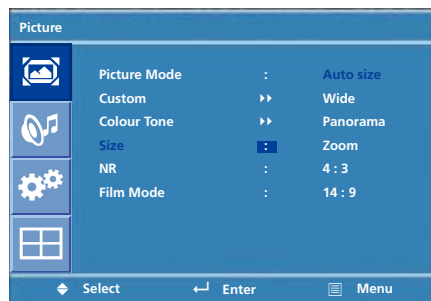 Picture
Picture Mode : Auto size
Custom Wide
Colour Tone Panorama
Size : Zoom
NR : 4 : 3
Film Mode : 14 : 9
Select Enter Menu